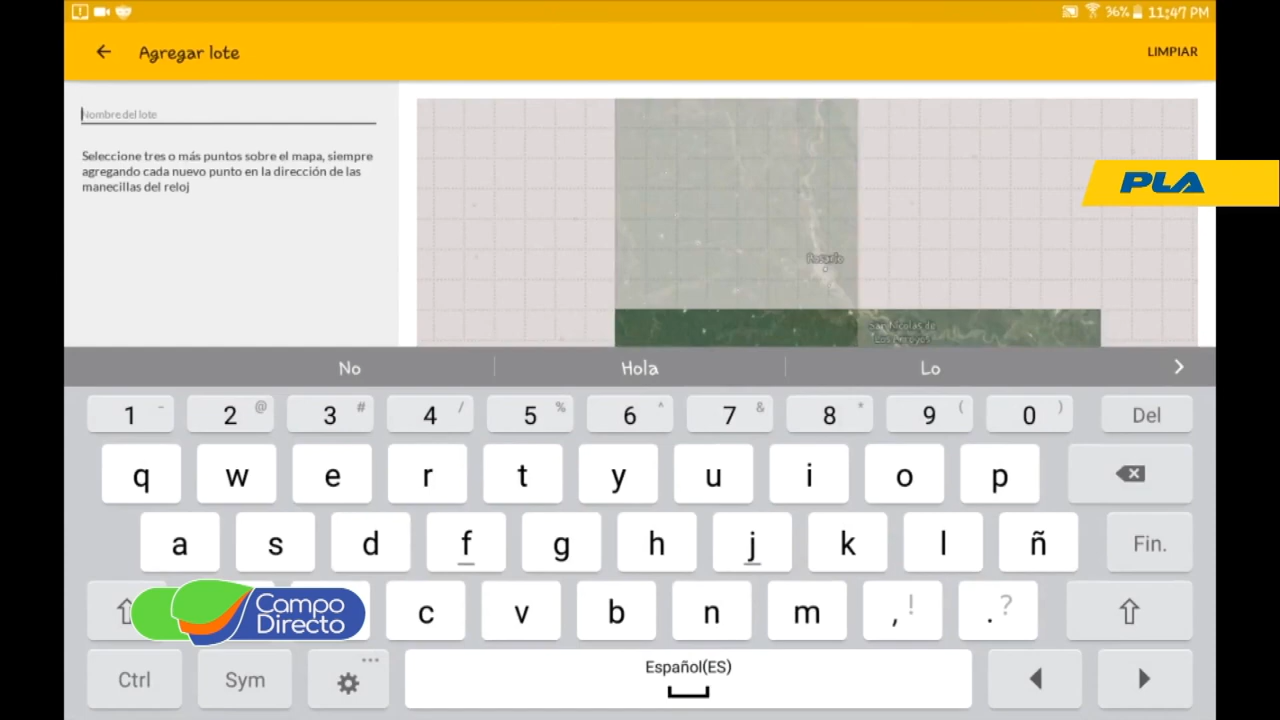 36% 11:47 PM
Agregar lote
LIMPIAR
Nombre del lote
Seleccione tres o más puntos sobre el mapa, siempre
agregando cada nuevo punto en la dirección de las
manecillas del reloj
PLA
Rosario
San Nicolás de
Los Arroyos
No Hola Lo
1 - 2 @ 3 # 4 / 5 % 6 ^ 7 & 8 * 9 ( 0 ) Del
q w e r t y u i o p
a s d f g h j k l ñ Fin.
c v b n m , ! . ?
Campo
Directo
Ctrl Sym Español(ES)